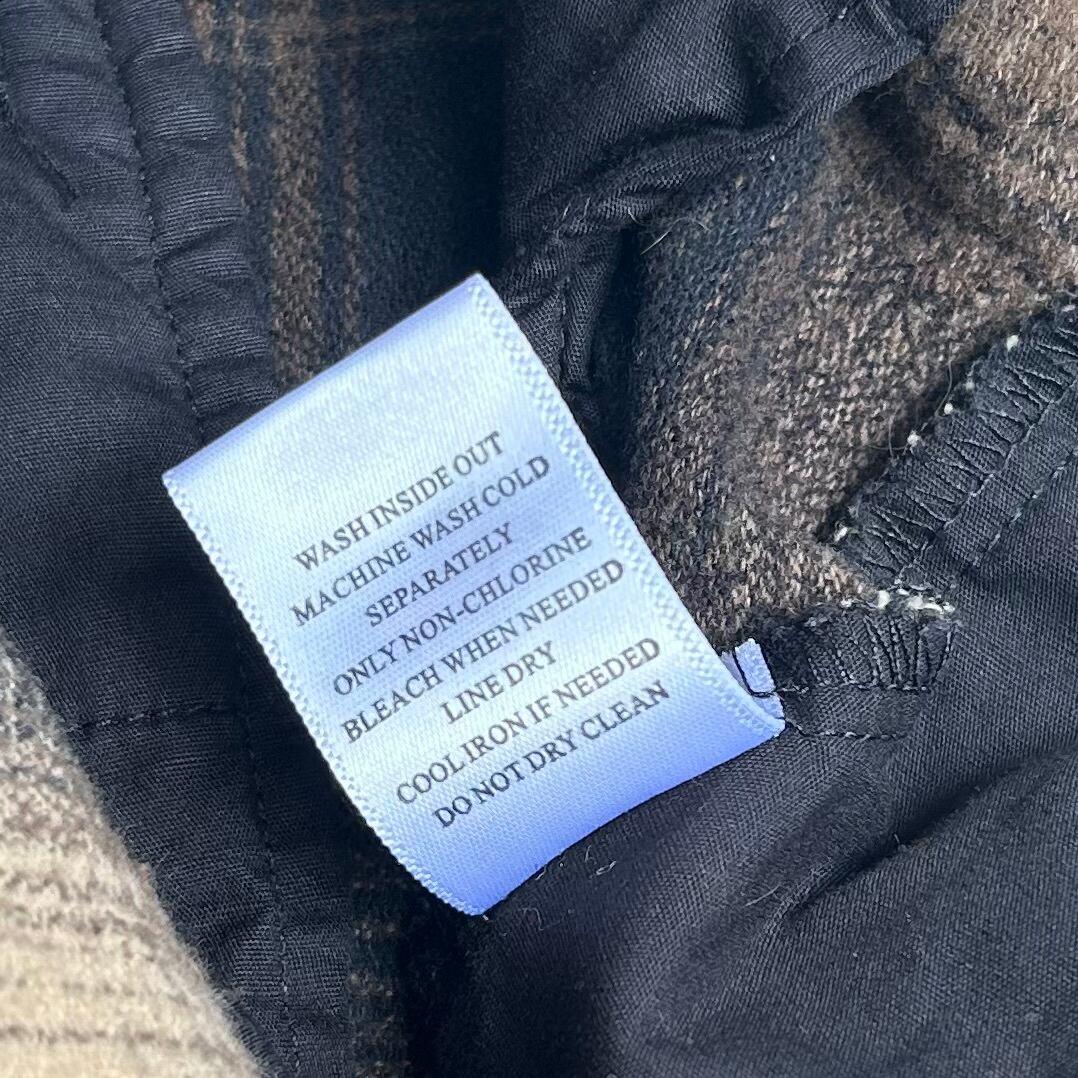 WASH INSIDE OUT
MACHINE WASH COLD
SEPARATELY
ONLY NON-CHLORINE
BLEACH WHEN NEEDED
LINE DRY
COOL IRON IF NEEDED
DO NOT DRY CLEAN